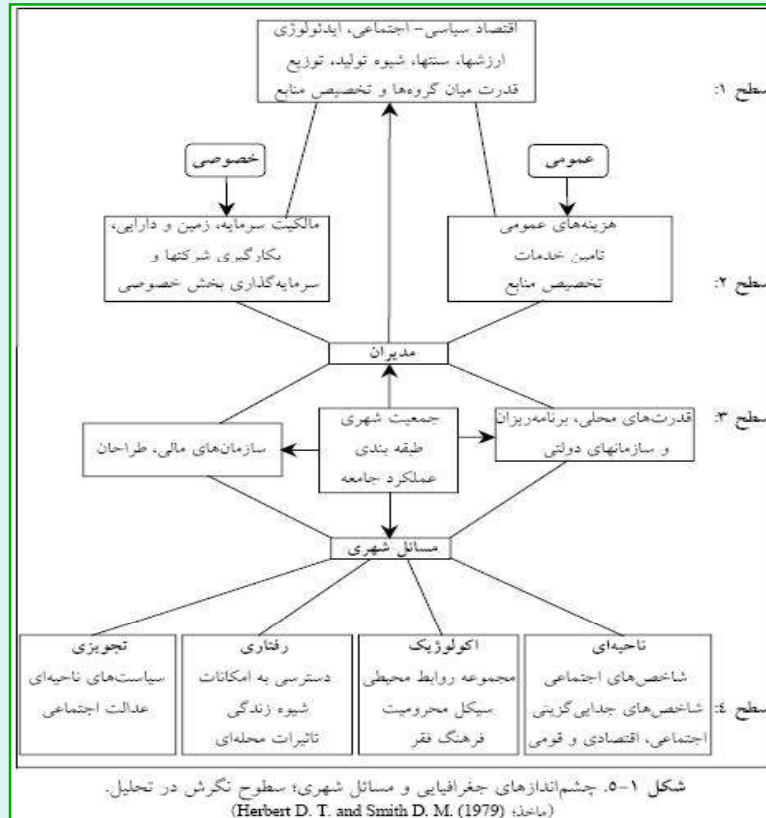 اقتصاد سیاسی- اجتماعی، ایدئولوژی
ارزشها، سنتها، شیوه تولید، توزیع
قدرت میان گروه‌ها و تخصیص منابع
سطح ۱:
خصوصی
عمومی
هزینه‌های عمومی
تامین خدمات
تخصیص منابع
مالکیت سرمایه، زمین و دارایی،
بکارگیری شرکتها و
سرمایه‌گذاری بخش خصوصی
سطح ۲:
مدیران
سطح ۳:
قدرت‌های محلی، برنامه‌ریزان
و سازمانهای دولتی
جمعیت شهری
طبقه بندی
عملکرد جامعه
سازمان‌های مالی، طراحان
مسائل شهری
سطح ٤:
ناحیه‌ای
شاخص‌های اجتماعی
شاخص‌های جدایی‌گزینی
اجتماعی، اقتصادی و قومی
اکولوژیک
مجموعه روابط محیطی
سیکل محرومیت
فرهنگ فقر
رفتاری
دسترسی به امکانات
شیوه زندگی
تاثیرات محله‌ای
تجویزی
سیاست‌های ناحیه‌ای
عدالت اجتماعی
شکل ۱-۵. چشم‌اندازهای جغرافیایی و مسائل شهری؛ سطوح نگرش در تحلیل.
(ماخذ: Herbert D. T. and Smith D. M. (1979))